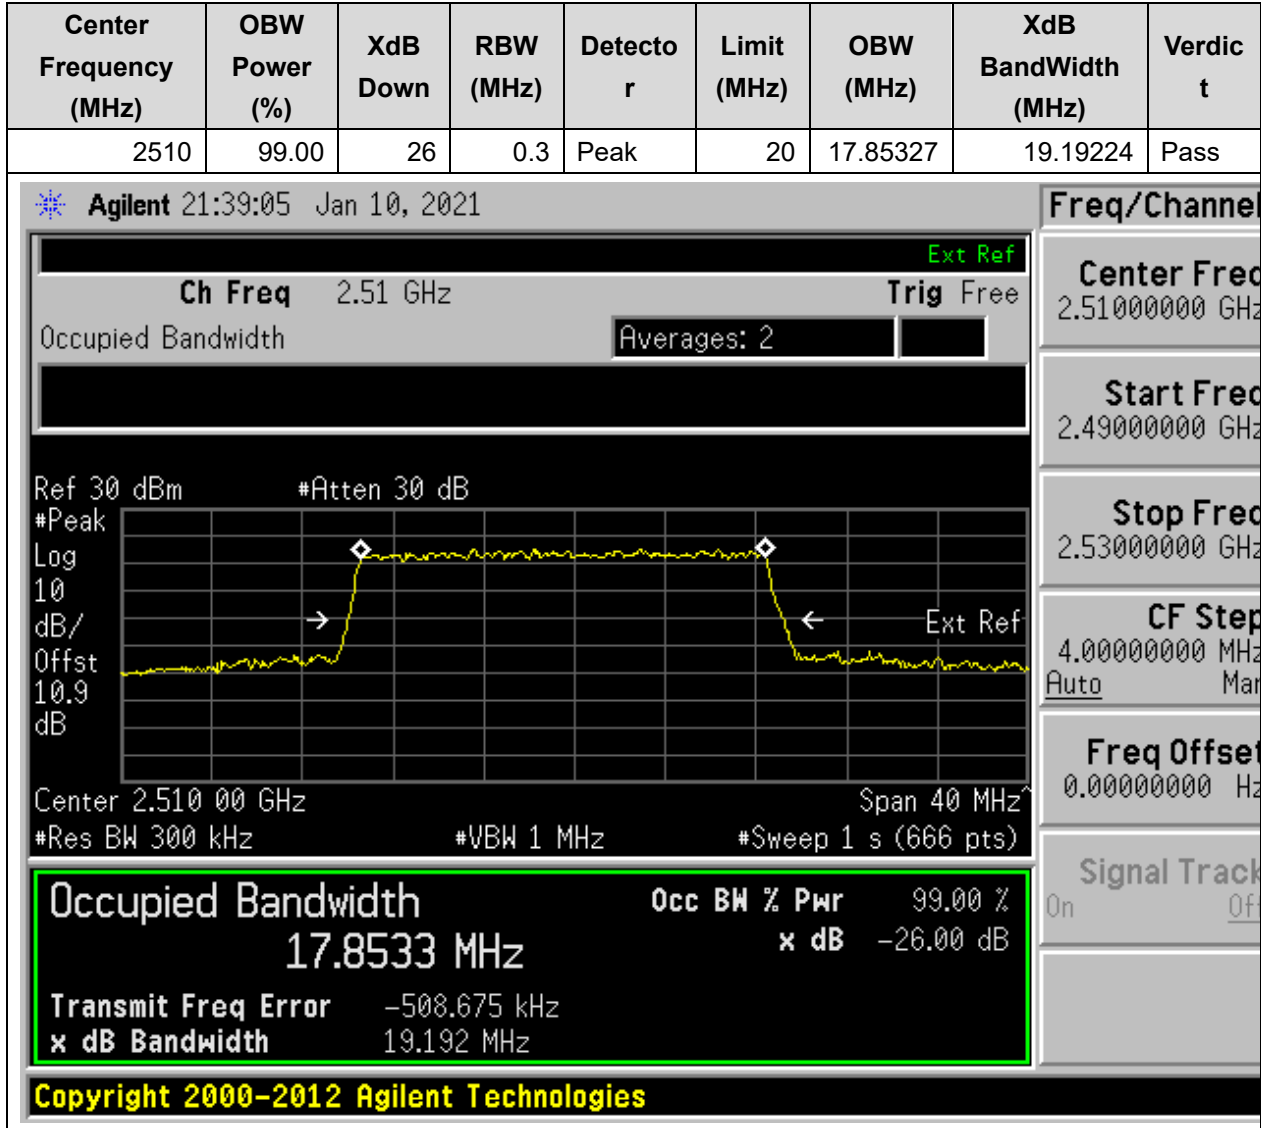 Center Frequency (MHz) OBW Power (%) XdB Down RBW (MHz) Detector Limit (MHz) OBW (MHz) XdB BandWidth (MHz) Verdict
2510 99.00 26 0.3 Peak 20 17.85327 19.19224 Pass
Agilent 21:39:05 Jan 10, 2021
Freq/Channel
Ext Ref
Ch Freq 2.51 GHz Trig Free
Occupied Bandwidth Averages: 2
Center Freq
2.51000000 GHz
Start Freq
2.49000000 GHz
Stop Freq
2.53000000 GHz
CF Step
4.00000000 MHz
Auto Man
Freq Offset
0.00000000 Hz
Signal Track
On Off
Ref 30 dBm #Atten 30 dB
#Peak
Log
10
dB/
Offst
10.9
dB
Ext Ref
Center 2.510 00 GHz Span 40 MHz^
#Res BW 300 kHz #VBW 1 MHz #Sweep 1 s (666 pts)
Occupied Bandwidth Occ BW % Pwr 99.00 %
17.8533 MHz x dB -26.00 dB
Transmit Freq Error -508.675 kHz
x dB Bandwidth 19.192 MHz
Copyright 2000-2012 Agilent Technologies